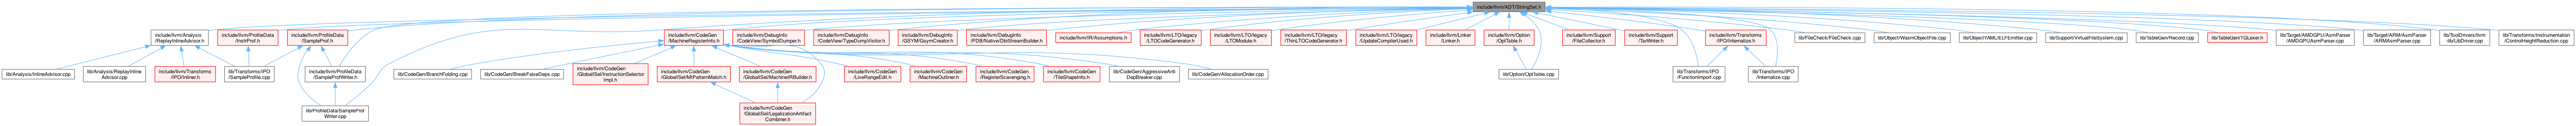 include/llvm/ADT/StringSet.h
include/llvm/Analysis
/ReplayInlineAdvisor.h
include/llvm/ProfileData
/InstrProf.h
include/llvm/ProfileData
/SampleProf.h
include/llvm/CodeGen
/MachineRegisterInfo.h
include/llvm/DebugInfo
/CodeView/SymbolDumper.h
include/llvm/DebugInfo
/CodeView/TypeDumpVisitor.h
include/llvm/DebugInfo
/GSYM/GsymCreator.h
include/llvm/DebugInfo
/PDB/Native/DbiStreamBuilder.h
include/llvm/IR/Assumptions.h
include/llvm/LTO/legacy
/LTOCodeGenerator.h
include/llvm/LTO/legacy
/LTOModule.h
include/llvm/LTO/legacy
/ThinLTOCodeGenerator.h
include/llvm/LTO/legacy
/UpdateCompilerUsed.h
include/llvm/Linker
/Linker.h
include/llvm/Option
/OptTable.h
include/llvm/Support
/FileCollector.h
include/llvm/Support
/TarWriter.h
include/llvm/Transforms
/IPO/Internalize.h
lib/FileCheck/FileCheck.cpp
lib/Object/WasmObjectFile.cpp
lib/ObjectYAML/ELFEmitter.cpp
lib/Support/VirtualFileSystem.cpp
lib/TableGen/Record.cpp
lib/TableGen/TGLexer.h
lib/Target/AMDGPU/AsmParser
/AMDGPUAsmParser.cpp
lib/Target/ARM/AsmParser
/ARMAsmParser.cpp
lib/ToolDrivers/llvm
-lib/LibDriver.cpp
lib/Transforms/Instrumentation
/ControlHeightReduction.cpp
lib/Analysis/InlineAdvisor.cpp
lib/Analysis/ReplayInline
Advisor.cpp
include/llvm/Transforms
/IPO/Inliner.h
lib/Transforms/IPO
/SampleProfile.cpp
include/llvm/ProfileData
/SampleProfWriter.h
lib/CodeGen/BranchFolding.cpp
lib/CodeGen/BreakFalseDeps.cpp
include/llvm/CodeGen
/GlobalISel/InstructionSelector
Impl.h
include/llvm/CodeGen
/GlobalISel/MIPatternMatch.h
include/llvm/CodeGen
/GlobalISel/MachineIRBuilder.h
include/llvm/CodeGen
/LiveRangeEdit.h
include/llvm/CodeGen
/MachineOutliner.h
include/llvm/CodeGen
/RegisterScavenging.h
include/llvm/CodeGen
/TileShapeInfo.h
lib/CodeGen/AggressiveAnti
DepBreaker.cpp
lib/CodeGen/AllocationOrder.cpp
lib/Option/OptTable.cpp
lib/Transforms/IPO
/FunctionImport.cpp
lib/Transforms/IPO
/Internalize.cpp
lib/ProfileData/SampleProf
Writer.cpp
include/llvm/CodeGen
/GlobalISel/LegalizationArtifact
Combiner.h